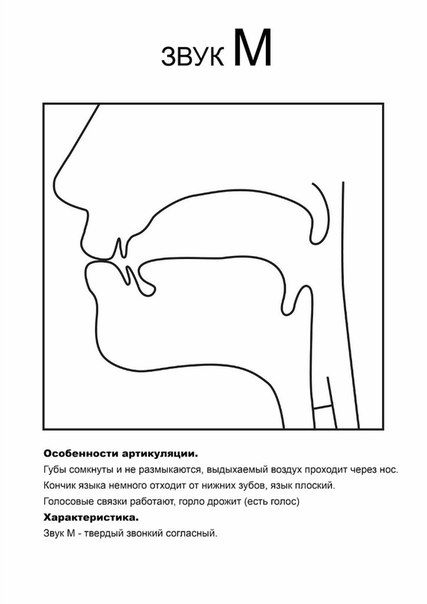 ЗВУК М
Особенности артикуляции.
Губы сомкнуты и не размыкаются, выдыхаемый воздух проходит через нос.
Кончик языка немного отходит от нижних зубов, язык плоский.
Голосовые связки работают, горло дрожит (есть голос)
Характеристика.
Звук М - твердый звонкий согласный.